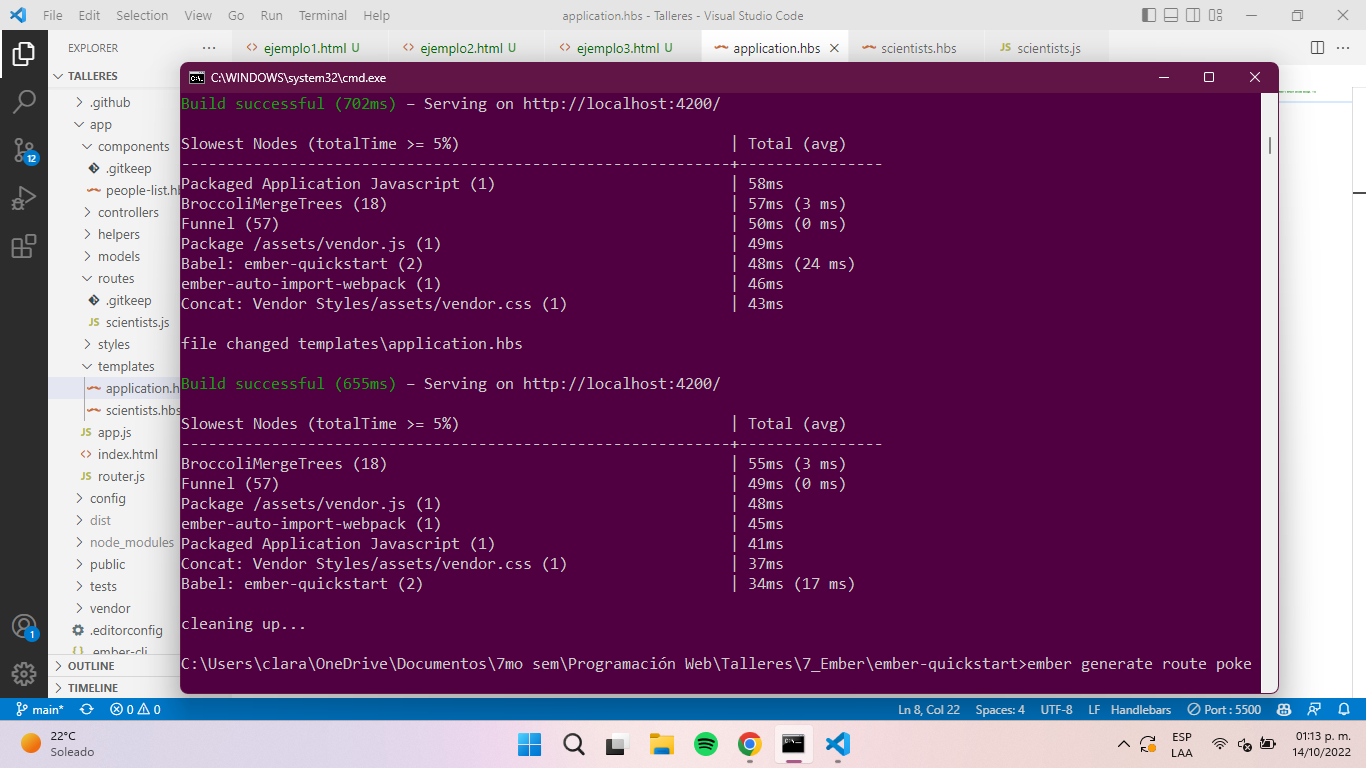 File Edit Selection View Go Run Terminal Help
application.hbs - Talleres - Visual Studio Code
EXPLORER
ejemplo1.html U
ejemplo2.html U
ejemplo3.html U
application.hbs
scientists.hbs
scientists.js
TALLERES
.github
app
components
.gitkeep
people-list.hb
controllers
helpers
models
routes
.gitkeep
scientists.js
styles
templates
application.h
scientists.hbs
app.js
index.html
router.js
config
dist
node_modules
public
tests
vendor
.editorconfig
.ember-cli
OUTLINE
TIMELINE
12
1
C:\WINDOWS\system32\cmd.exe
Build successful (702ms) – Serving on http://localhost:4200/
Slowest Nodes (totalTime >= 5%) | Total (avg)
----------------------------------------------+----------------
Packaged Application Javascript (1) | 58ms
BroccoliMergeTrees (18) | 57ms (3 ms)
Funnel (57) | 50ms (0 ms)
Package /assets/vendor.js (1) | 49ms
Babel: ember-quickstart (2) | 48ms (24 ms)
ember-auto-import-webpack (1) | 46ms
Concat: Vendor Styles/assets/vendor.css (1) | 43ms
file changed templates\application.hbs
Build successful (655ms) – Serving on http://localhost:4200/
Slowest Nodes (totalTime >= 5%) | Total (avg)
----------------------------------------------+----------------
BroccoliMergeTrees (18) | 55ms (3 ms)
Funnel (57) | 49ms (0 ms)
Package /assets/vendor.js (1) | 48ms
ember-auto-import-webpack (1) | 45ms
Packaged Application Javascript (1) | 41ms
Concat: Vendor Styles/assets/vendor.css (1) | 37ms
Babel: ember-quickstart (2) | 34ms (17 ms)
cleaning up...
C:\Users\clara\OneDrive\Documentos\7mo sem\Programación Web\Talleres\7_Ember\ember-quickstart>ember generate route poke
main* 0 0 Ln 8, Col 22 Spaces: 4 UTF-8 LF Handlebars Port : 5500
22°C
Soleado
ESP
LAA
01:13 p. m.
14/10/2022